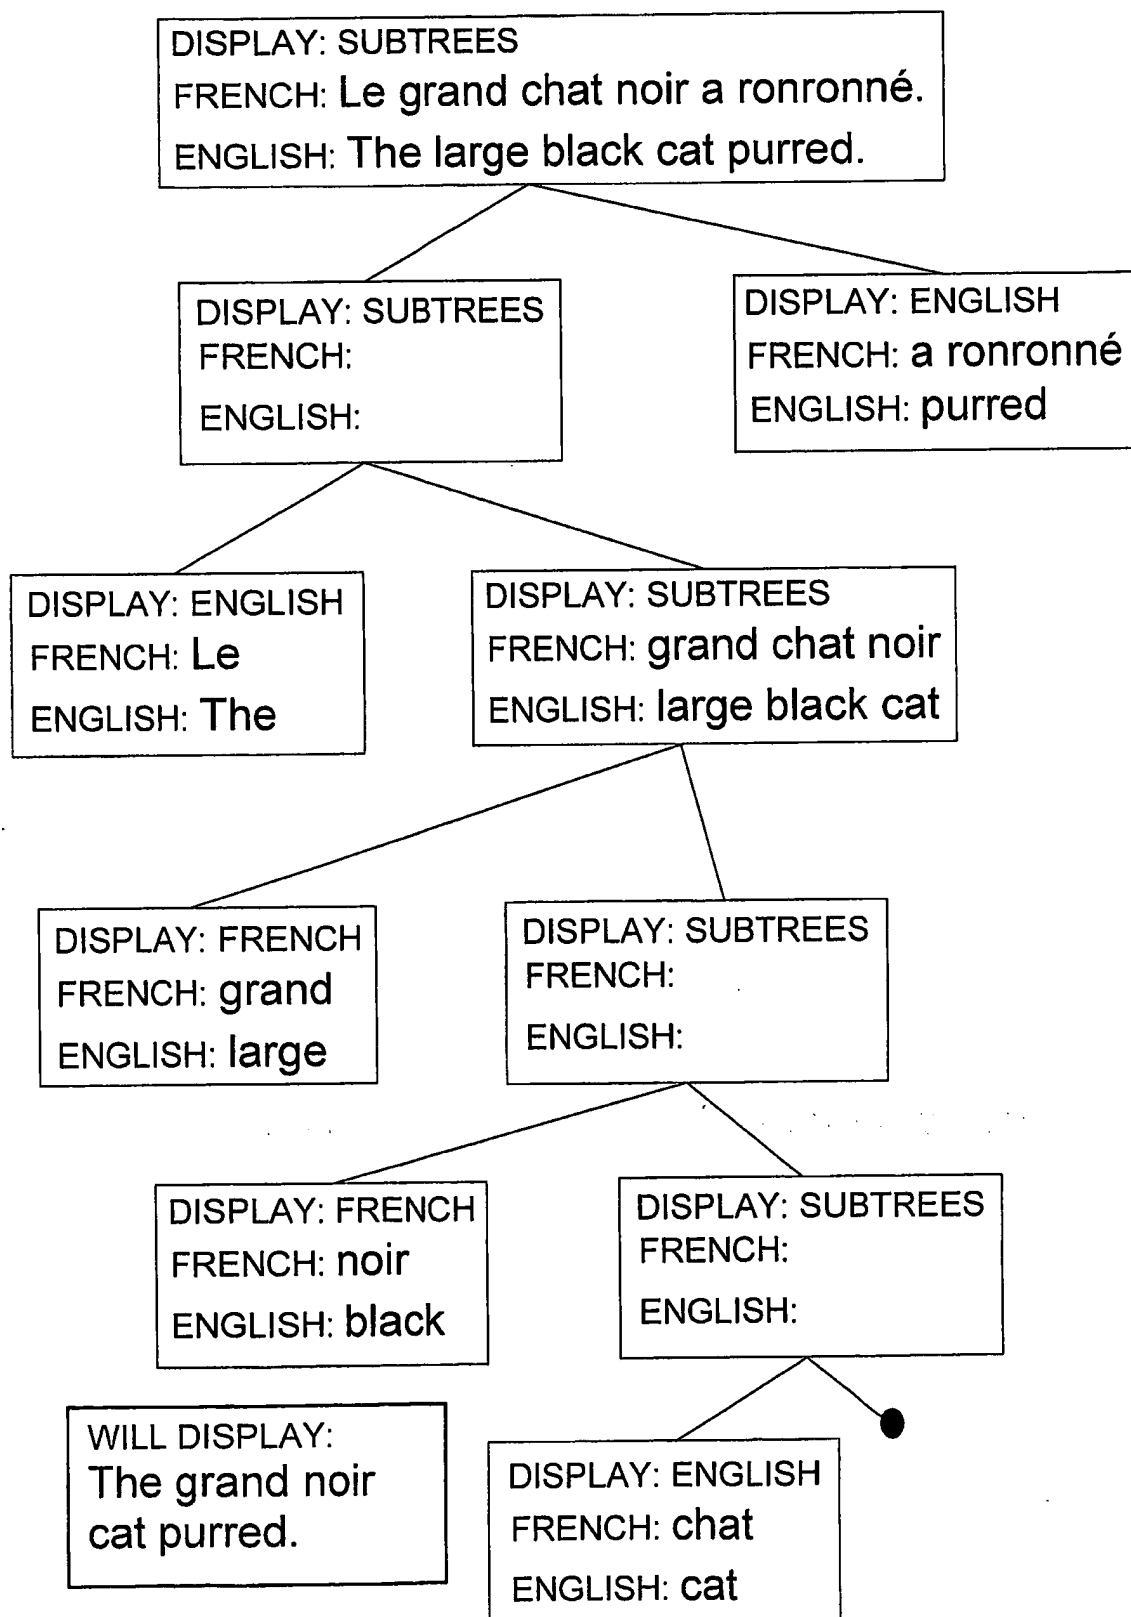 DISPLAY: SUBTREES
FRENCH: Le grand chat noir a ronronné.
ENGLISH: The large black cat purred.
DISPLAY: SUBTREES
FRENCH:
ENGLISH:
DISPLAY: ENGLISH
FRENCH: a ronronné
ENGLISH: purred
DISPLAY: ENGLISH
FRENCH: Le
ENGLISH: The
DISPLAY: SUBTREES
FRENCH: grand chat noir
ENGLISH: large black cat
DISPLAY: FRENCH
FRENCH: grand
ENGLISH: large
DISPLAY: SUBTREES
FRENCH:
ENGLISH:
DISPLAY: FRENCH
FRENCH: noir
ENGLISH: black
DISPLAY: SUBTREES
FRENCH:
ENGLISH:
WILL DISPLAY:
The grand noir
cat purred.
DISPLAY: ENGLISH
FRENCH: chat
ENGLISH: cat